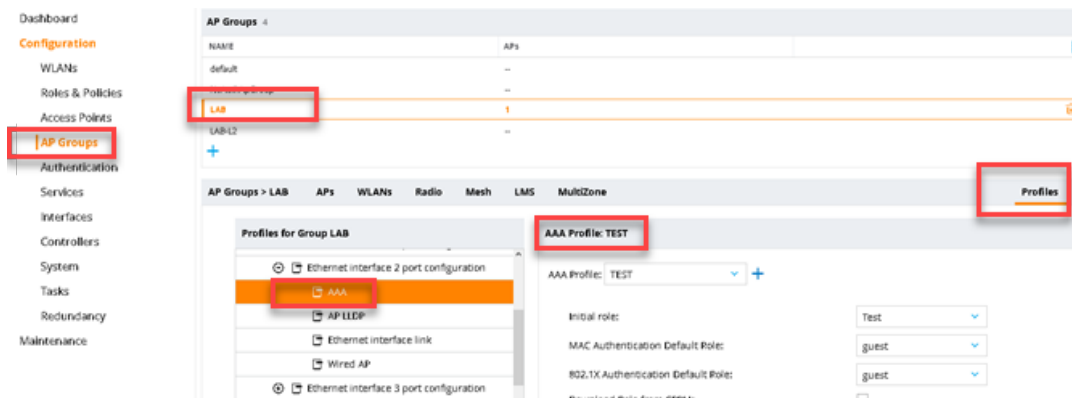 Dashboard
Configuration
WLANs
Roles & Policies
Access Points
AP Groups
Authentication
Services
Interfaces
Controllers
System
Tasks
Redundancy
Maintenance
AP Groups 4
NAME APs
default --
--
LAB 1
LAB-L2 --
+
AP Groups > LAB APs WLANs Radio Mesh LMS MultiZone Profiles
Profiles for Group LAB
Ethernet interface 2 port configuration
AAA
AP LLDP
Ethernet interface link
Wired AP
Ethernet interface 3 port configuration
AAA Profile: TEST
AAA Profile: TEST +
Initial role: Test
MAC Authentication Default Role: guest
802.1X Authentication Default Role: guest